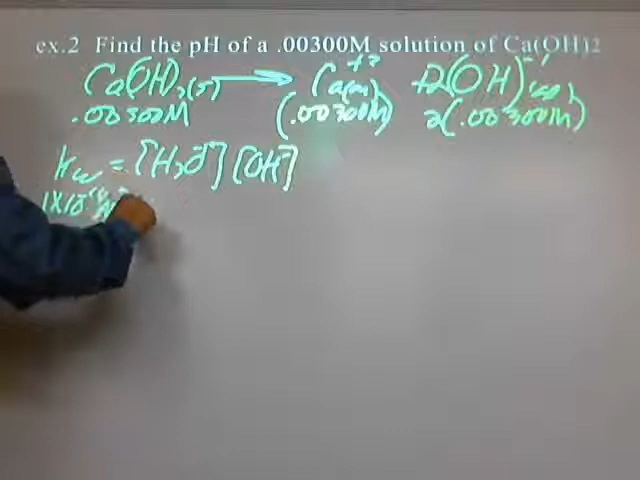 ex.2 Find the pH of a .00300M solution of Ca(OH)2
Ca(OH)2(s) → Ca(aq)+2 +2(OH)-1(aq)
.00300M (.00300M) 2(.00300M)
Kw = [H3O+][OH-]
1X10-14